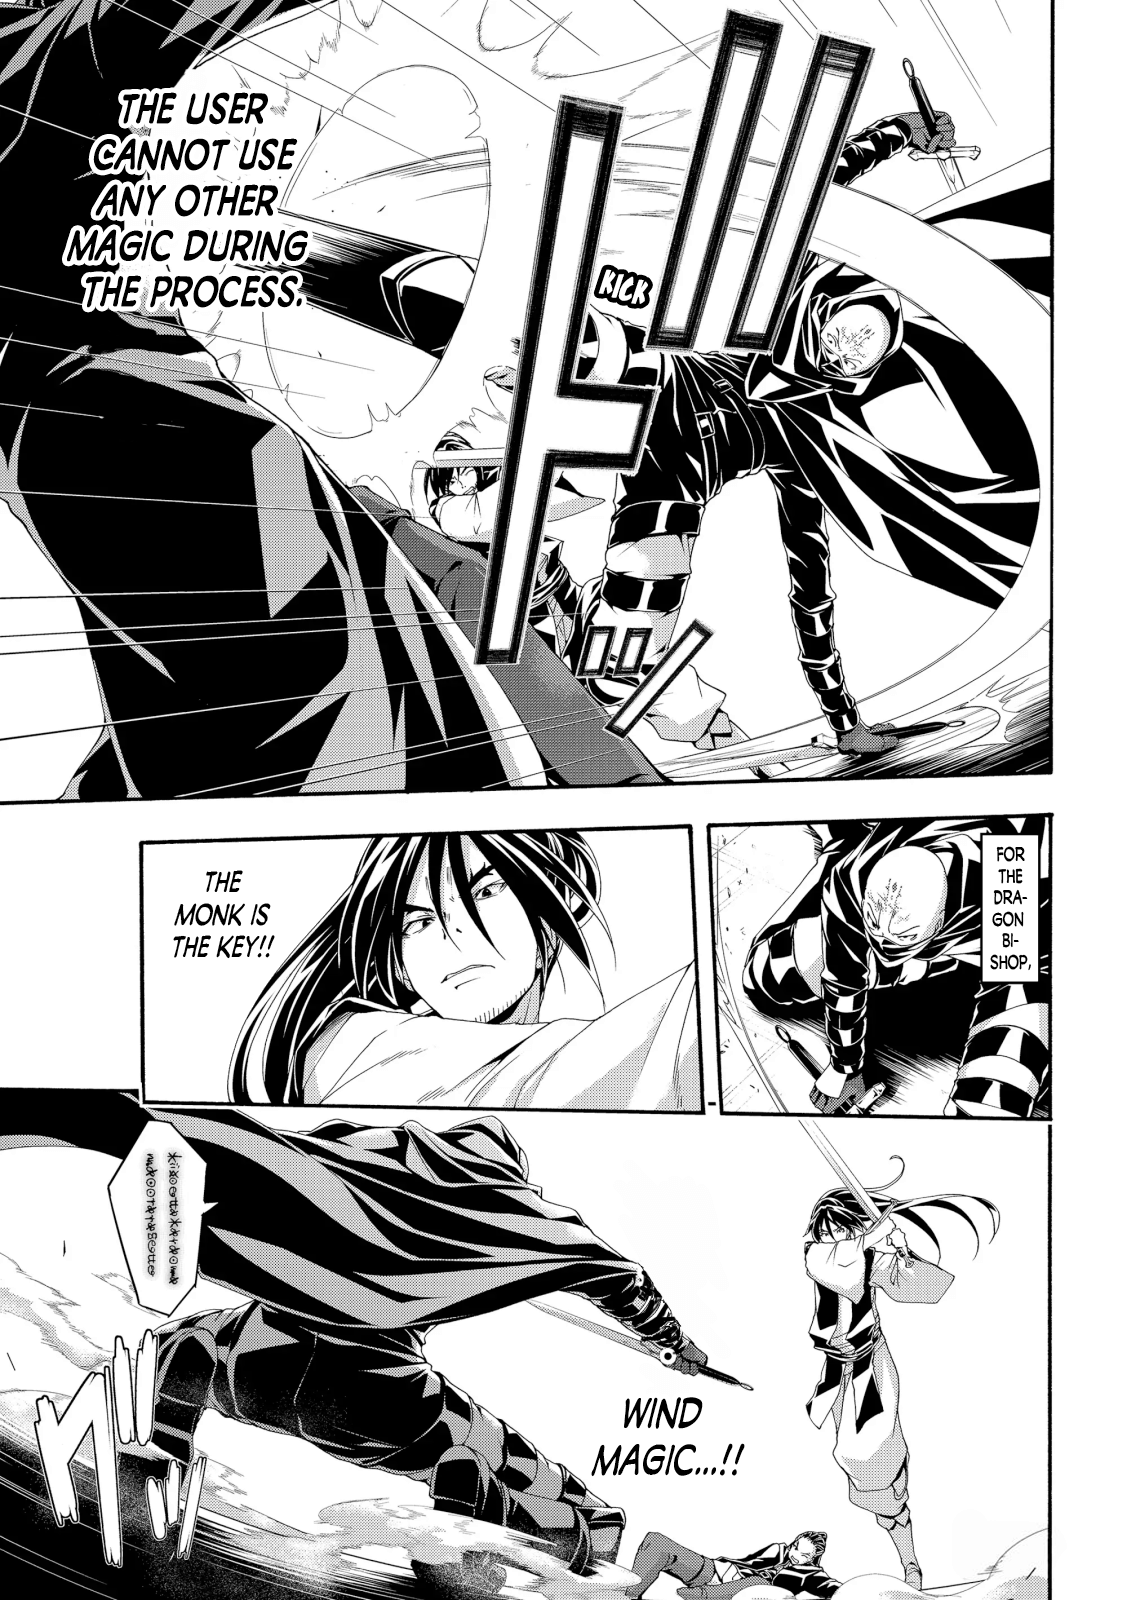 THE USER
CANNOT USE
ANY OTHER
MAGIC DURING
THE PROCESS.
KICK
FOR
THE
DRA-
GON
BI-
SHOP,
THE
MONK IS
THE KEY!!
WIND
MAGIC...!!